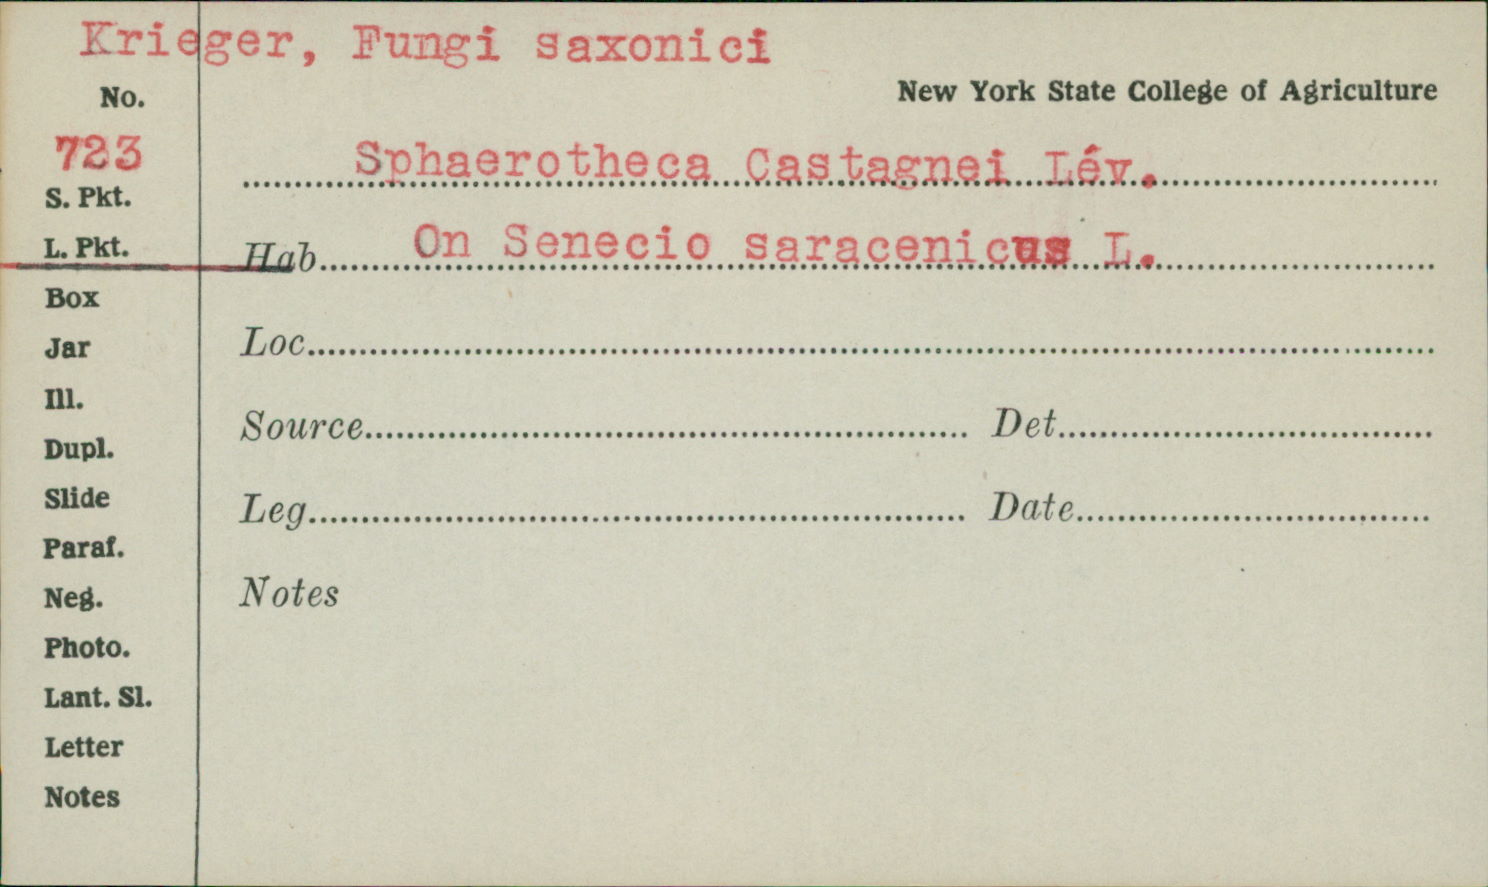 Krieger, Fungi saxonici
New York State College of Agriculture
No.
723
Sphaerotheca Castagnei Lév.
S. Pkt.
L. Pkt.
Hab. On Senecio saracenicus L.
Box
Jar
Loc.
Ill.
Source Det.
Dupl.
Slide
Leg. Date
Paraf.
Neg.
Notes
Photo.
Lant. Sl.
Letter
Notes